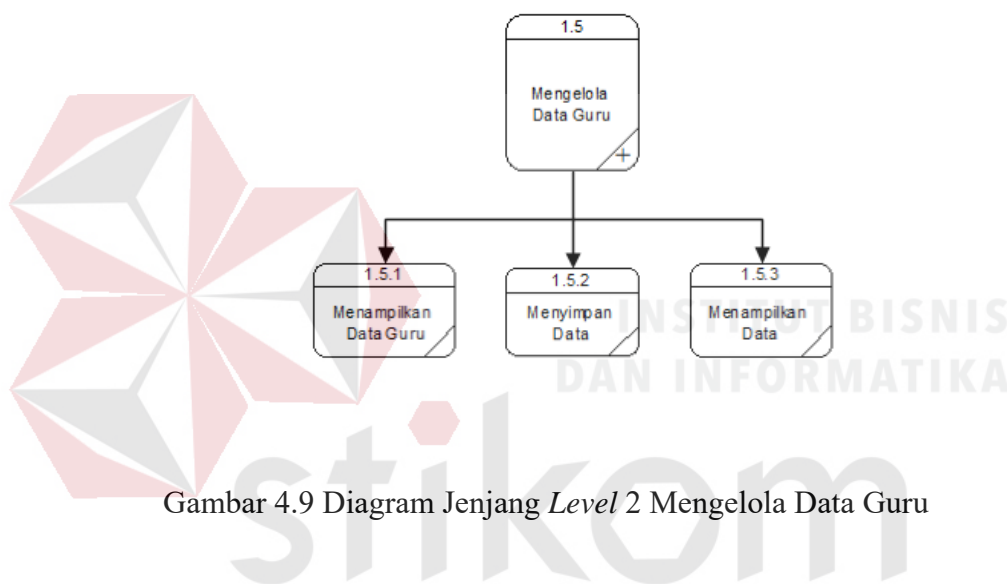 1.5
Mengelola
Data Guru
+
1.5.1
Menampilkan
Data Guru
1.5.2
Menyimpan
Data
1.5.3
Menampilkan
Data
INSTITUT BISNIS
DAN INFORMATIKA
stikom
Gambar 4.9 Diagram Jenjang Level 2 Mengelola Data Guru